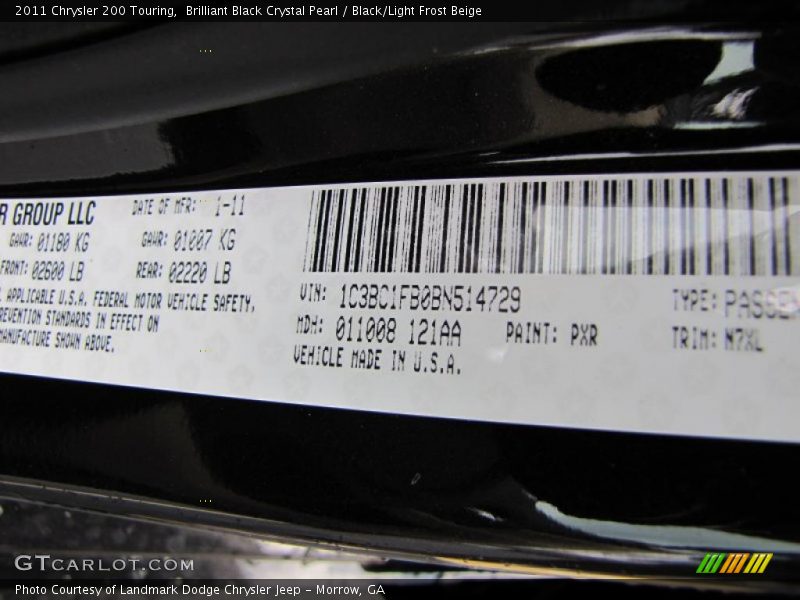 2011 Chrysler 200 Touring,  Brilliant Black Crystal Pearl / Black/Light Frost Beige
R GROUP LLC DATE OF MFR: 1-11
GAWR: 01180 KG GAWR: 01007 KG
FRONT: 02600 LB REAR: 02220 LB
APPLICABLE U.S.A. FEDERAL MOTOR VEHICLE SAFETY,
REVENTION STANDARDS IN EFFECT ON
MANUFACTURE SHOWN ABOVE.
VIN: 1C3BC1FB0BN514729 TYPE: PASSEN
MDH: 011008 121AA PAINT: PXR TRIM: N7XL
VEHICLE MADE IN U.S.A.
GTCARLOT.COM
Photo Courtesy of Landmark Dodge Chrysler Jeep - Morrow, GA